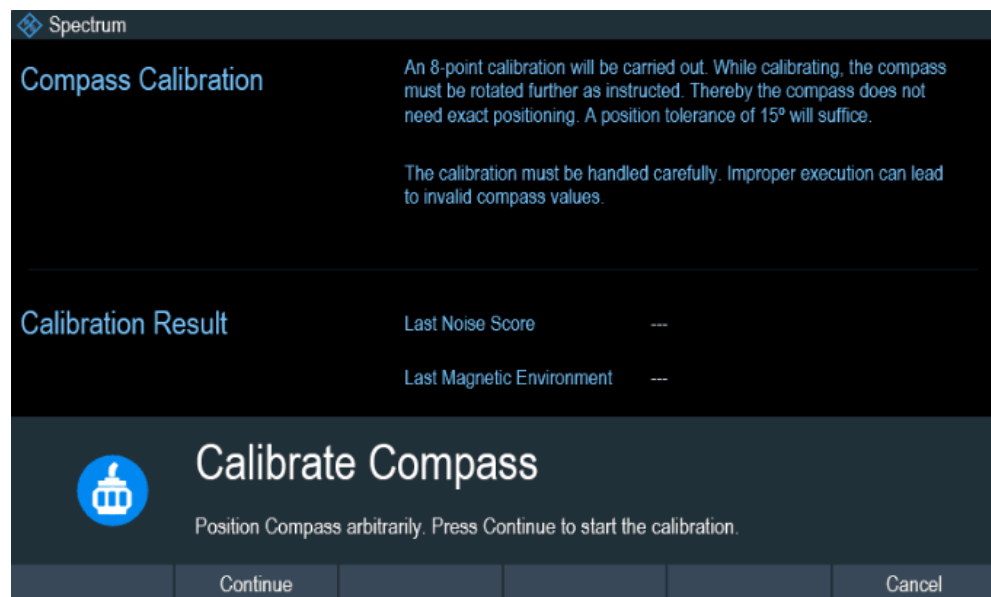 Spectrum
Compass Calibration
An 8-point calibration will be carried out. While calibrating, the compass
must be rotated further as instructed. Thereby the compass does not
need exact positioning. A position tolerance of 15º will suffice.
The calibration must be handled carefully. Improper execution can lead
to invalid compass values.
Calibration Result
Last Noise Score ---
Last Magnetic Environment ---
Calibrate Compass
Position Compass arbitrarily. Press Continue to start the calibration.
Continue Cancel